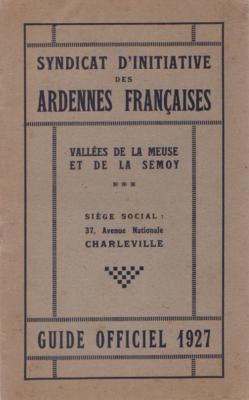 SYNDICAT D'INITIATIVE
DES
ARDENNES FRANÇAISES
VALLÉES DE LA MEUSE
ET DE LA SEMOY
SIÈGE SOCIAL :
37, Avenue Nationale
CHARLEVILLE
GUIDE OFFICIEL 1927